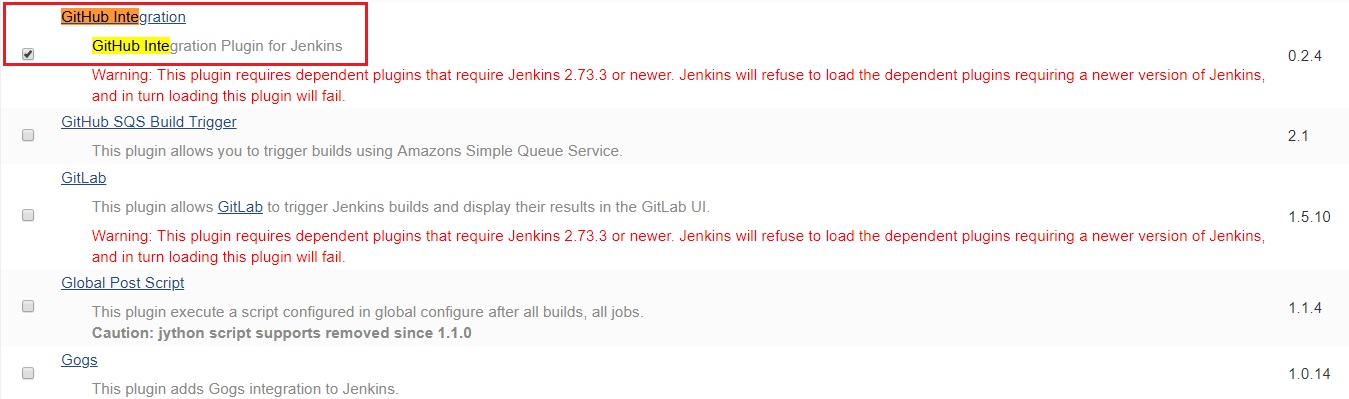 GitHub Integration
GitHub Integration Plugin for Jenkins
0.2.4
Warning: This plugin requires dependent plugins that require Jenkins 2.73.3 or newer. Jenkins will refuse to load the dependent plugins requiring a newer version of Jenkins,
and in turn loading this plugin will fail.
GitHub SQS Build Trigger
2.1
This plugin allows you to trigger builds using Amazons Simple Queue Service.
GitLab
This plugin allows GitLab to trigger Jenkins builds and display their results in the GitLab UI.
1.5.10
Warning: This plugin requires dependent plugins that require Jenkins 2.73.3 or newer. Jenkins will refuse to load the dependent plugins requiring a newer version of Jenkins,
and in turn loading this plugin will fail.
Global Post Script
This plugin execute a script configured in global configure after all builds, all jobs.
1.1.4
Caution: jython script supports removed since 1.1.0
Gogs
1.0.14
This plugin adds Gogs integration to Jenkins.